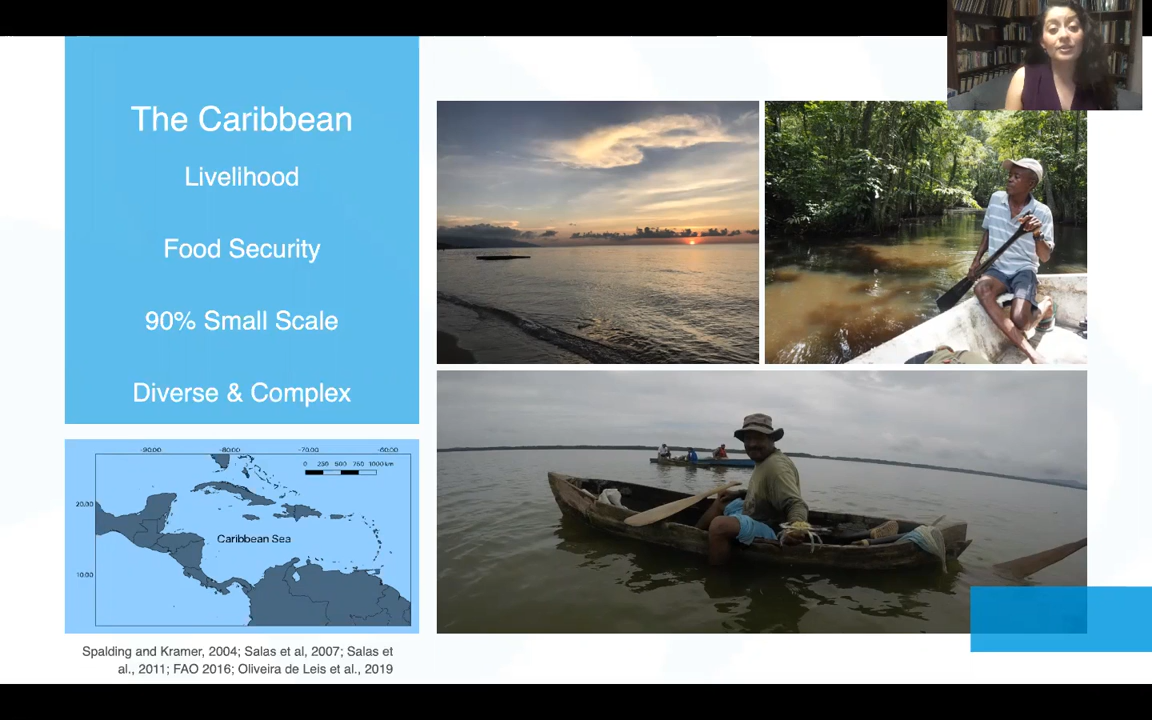 The Caribbean
Livelihood
Food Security
90% Small Scale
Diverse & Complex
-90.00 -80.00 -70.00 -60.00
0 250 500 750 1000 km
20.00
Caribbean Sea
10.00
Spalding and Kramer, 2004; Salas et al, 2007; Salas et
al., 2011; FAO 2016; Oliveira de Leis et al., 2019